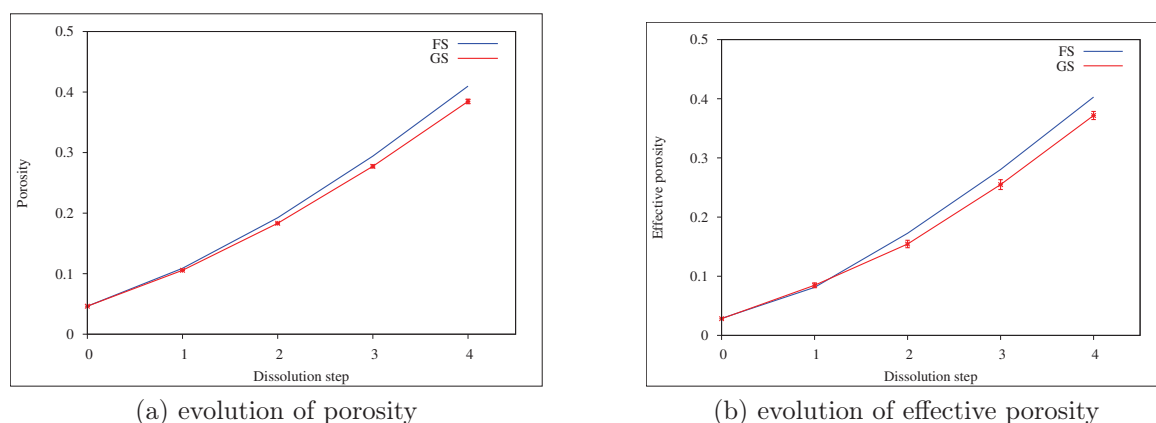 0.5
0.4
0.3
0.2
0.1
0
0 1 2 3 4
Porosity
Dissolution step
FS
GS
(a) evolution of porosity
0.5
0.4
0.3
0.2
0.1
0
0 1 2 3 4
Effective porosity
Dissolution step
FS
GS
(b) evolution of effective porosity